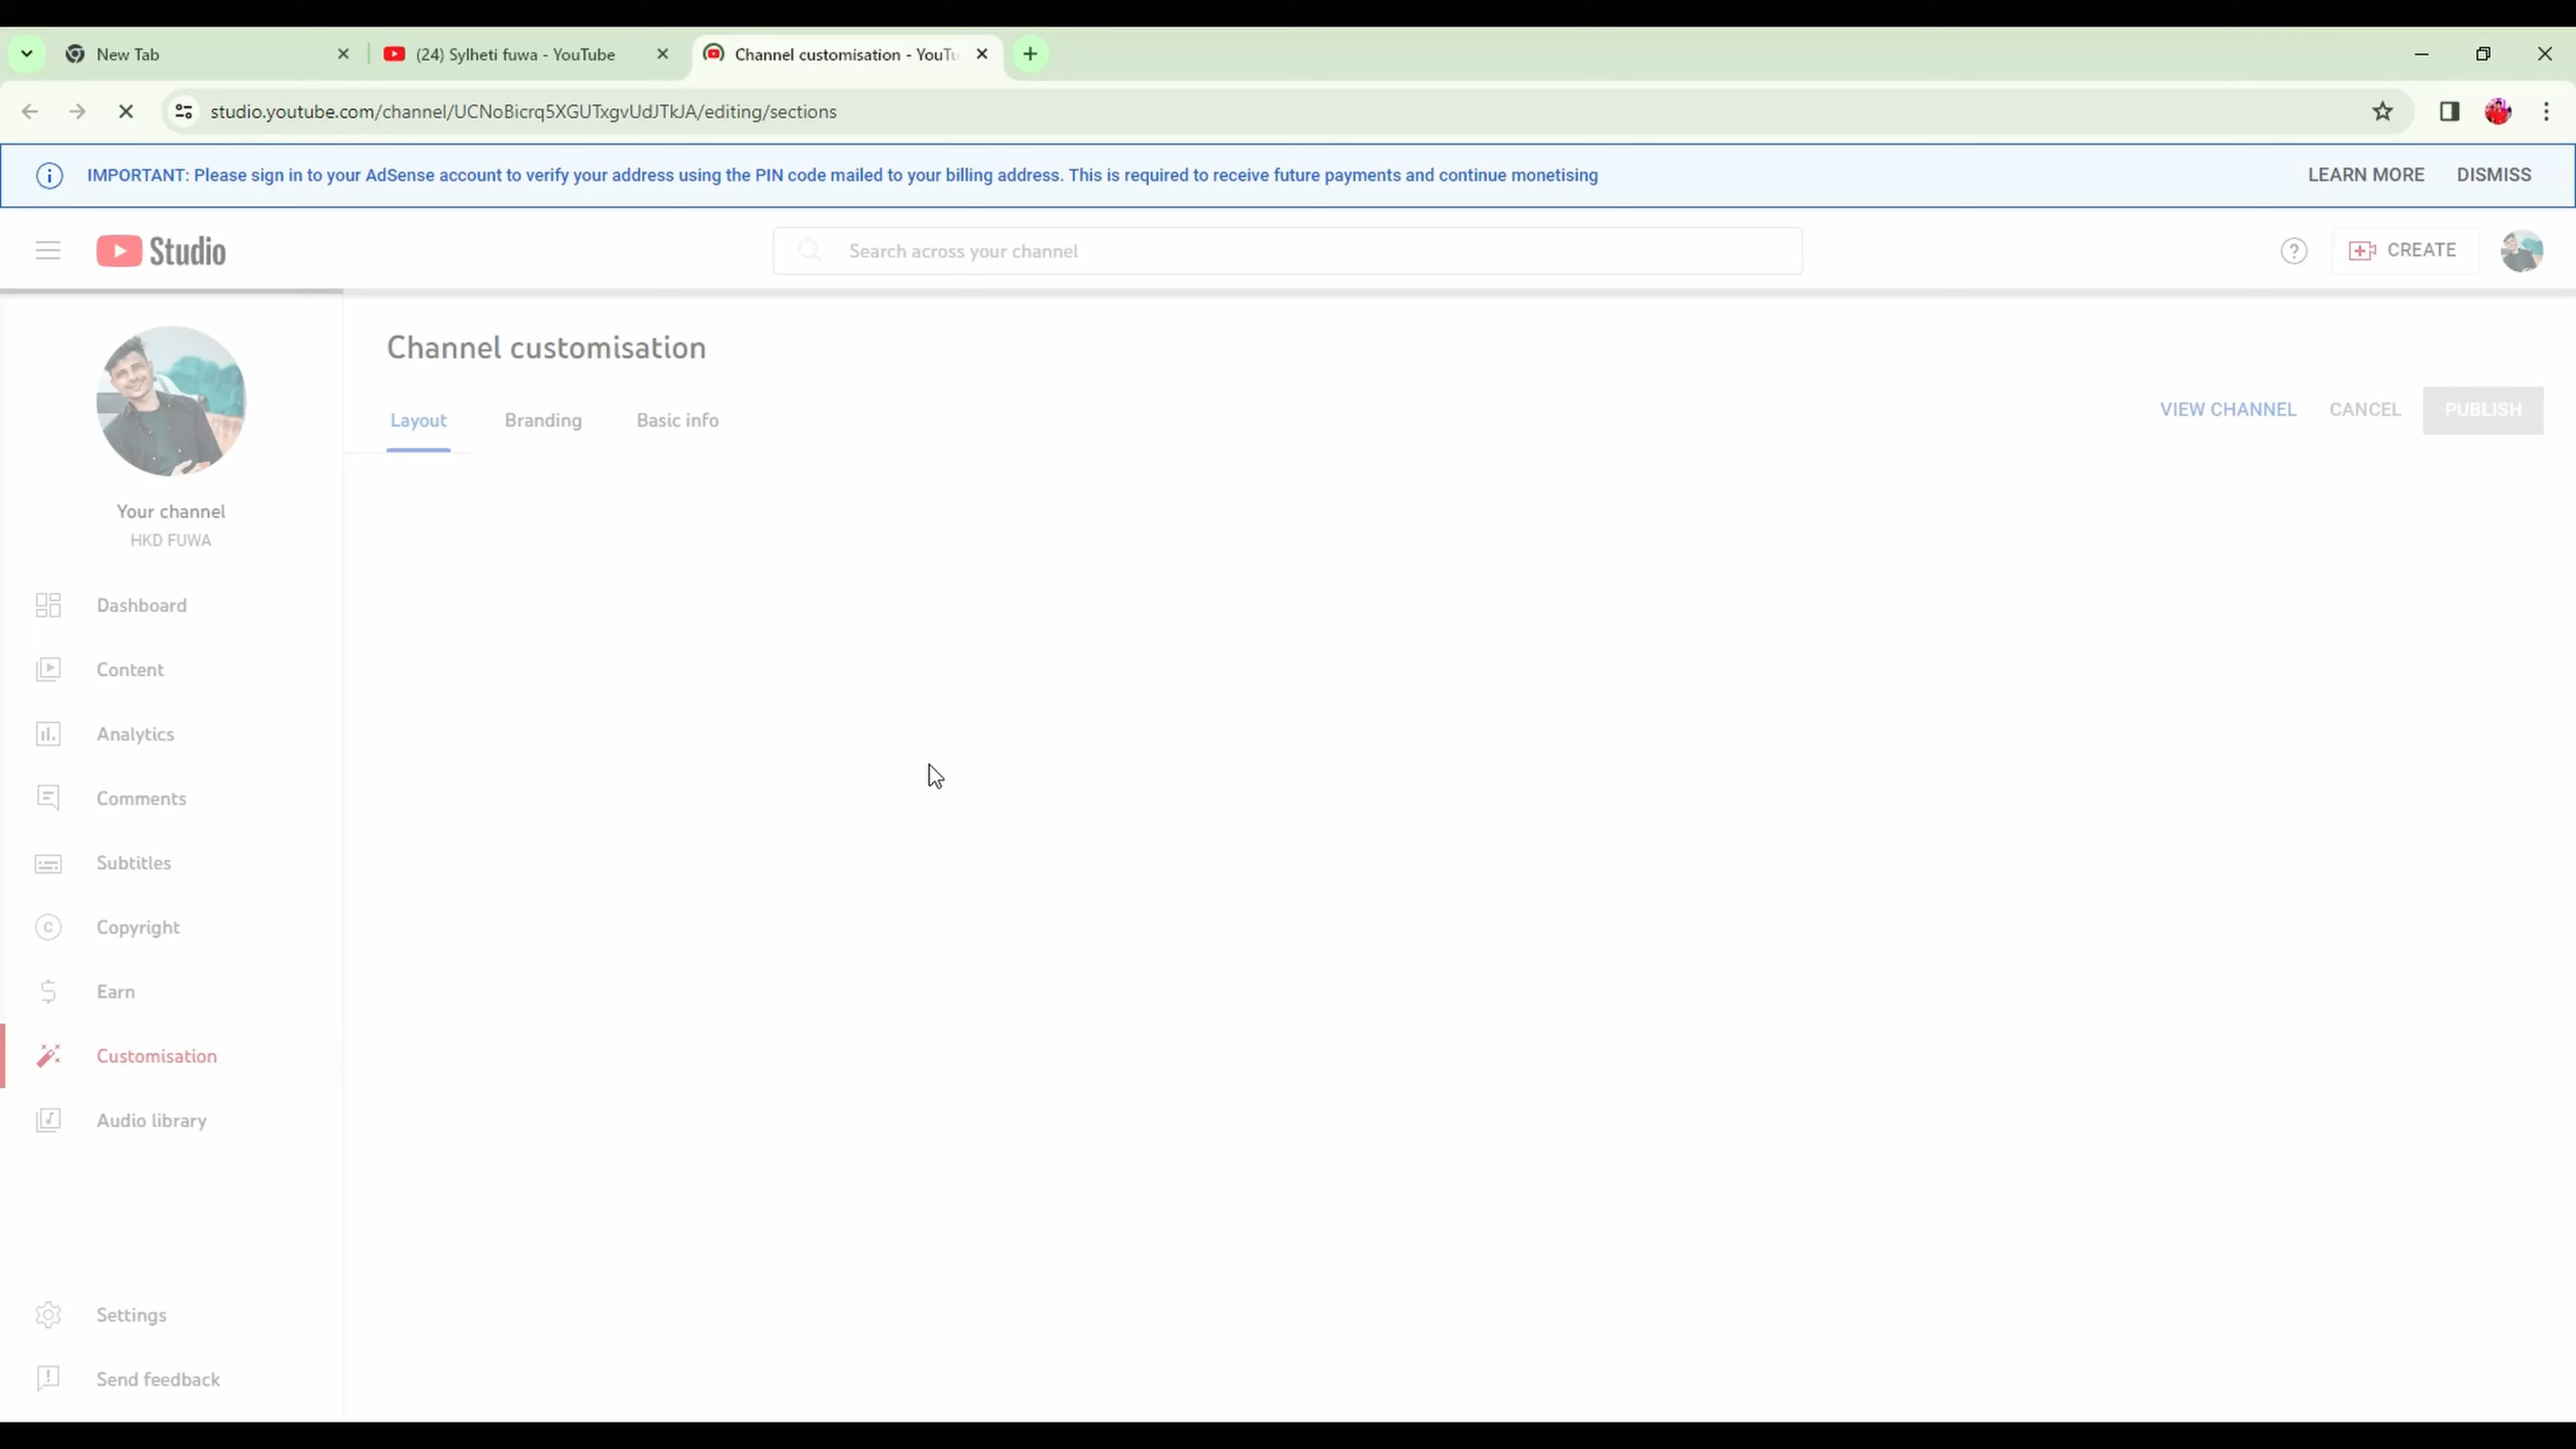 New Tab
(24) Sylheti fuwa - YouTube
Channel customisation - YouTu
studio.youtube.com/channel/UCNoBicrq5XGUTxgvUdJTkJA/editing/sections
IMPORTANT: Please sign in to your AdSense account to verify your address using the PIN code mailed to your billing address. This is required to receive future payments and continue monetising
LEARN MORE
DISMISS
Studio
Search across your channel
CREATE
Channel customisation
Layout
Branding
Basic info
VIEW CHANNEL
CANCEL
PUBLISH
Your channel
HKD FUWA
Dashboard
Content
Analytics
Comments
Subtitles
Copyright
Earn
Customisation
Audio library
Settings
Send feedback